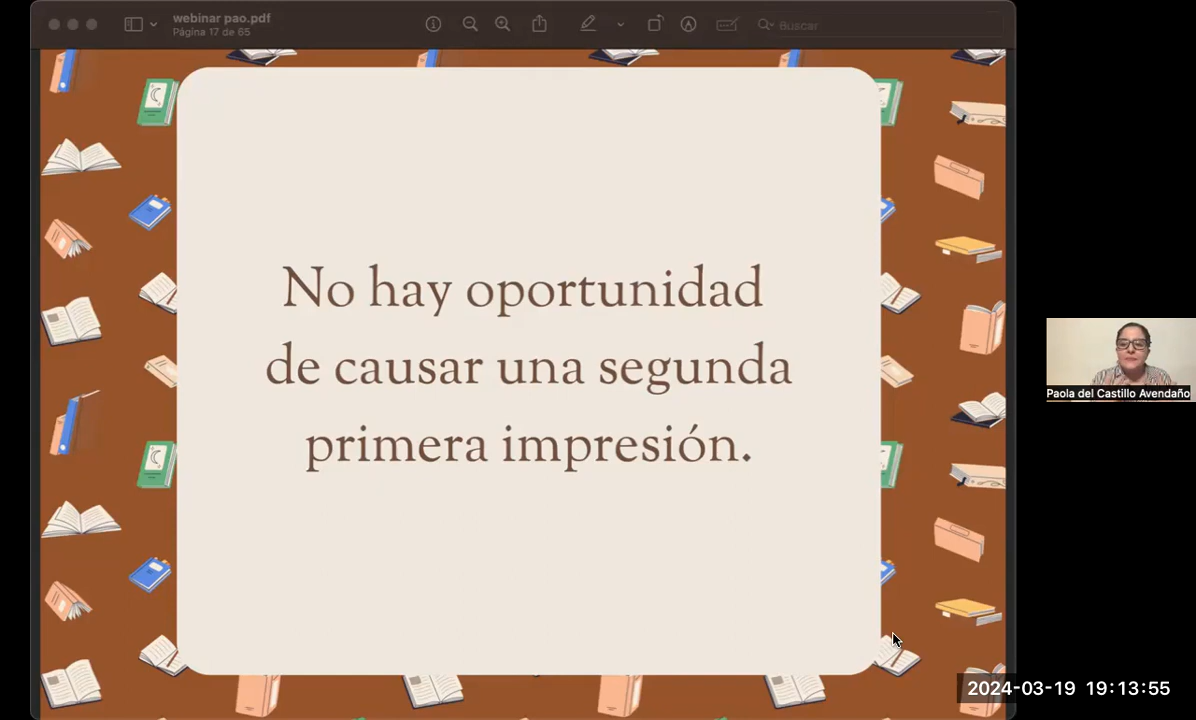 webinar pao.pdf
Página 17 de 65
Buscar
No hay oportunidad
de causar una segunda
primera impresión.
Paola del Castillo Avendaño
2024-03-19 19:13:55